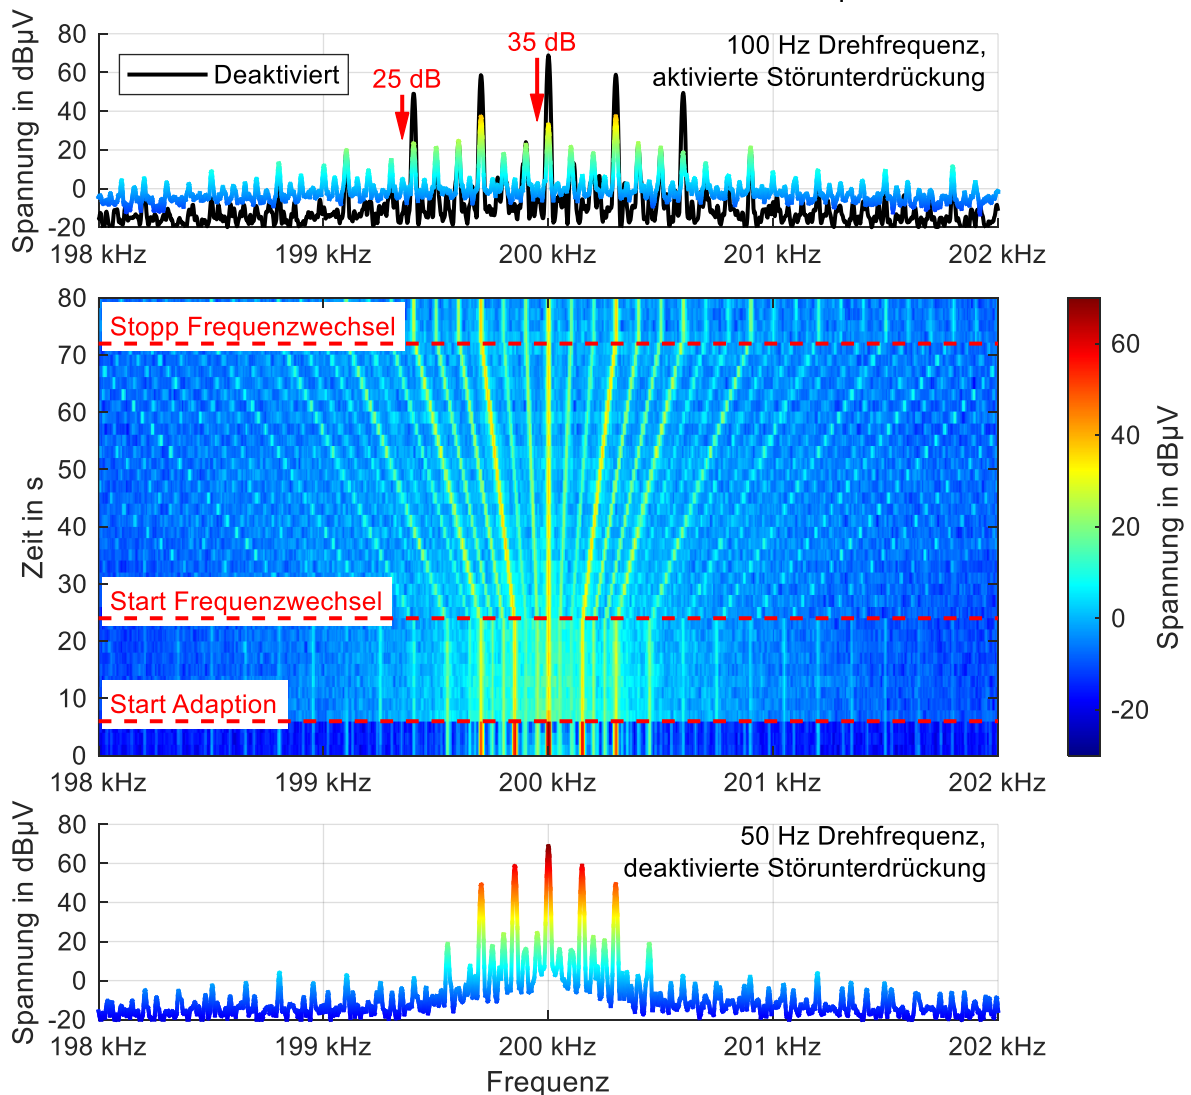 35 dB
25 dB
Deaktiviert
100 Hz Drehfrequenz,
aktivierte Störunterdrückung
Spannung in dBµV
80
60
40
20
0
-20
198 kHz 199 kHz 200 kHz 201 kHz 202 kHz
Stopp Frequenzwechsel
Start Frequenzwechsel
Start Adaption
Zeit in s
80
70
60
50
40
30
20
10
0
198 kHz 199 kHz 200 kHz 201 kHz 202 kHz
60
40
20
0
-20
Spannung in dBµV
50 Hz Drehfrequenz,
deaktivierte Störunterdrückung
Spannung in dBµV
80
60
40
20
0
-20
198 kHz 199 kHz 200 kHz 201 kHz 202 kHz
Frequenz